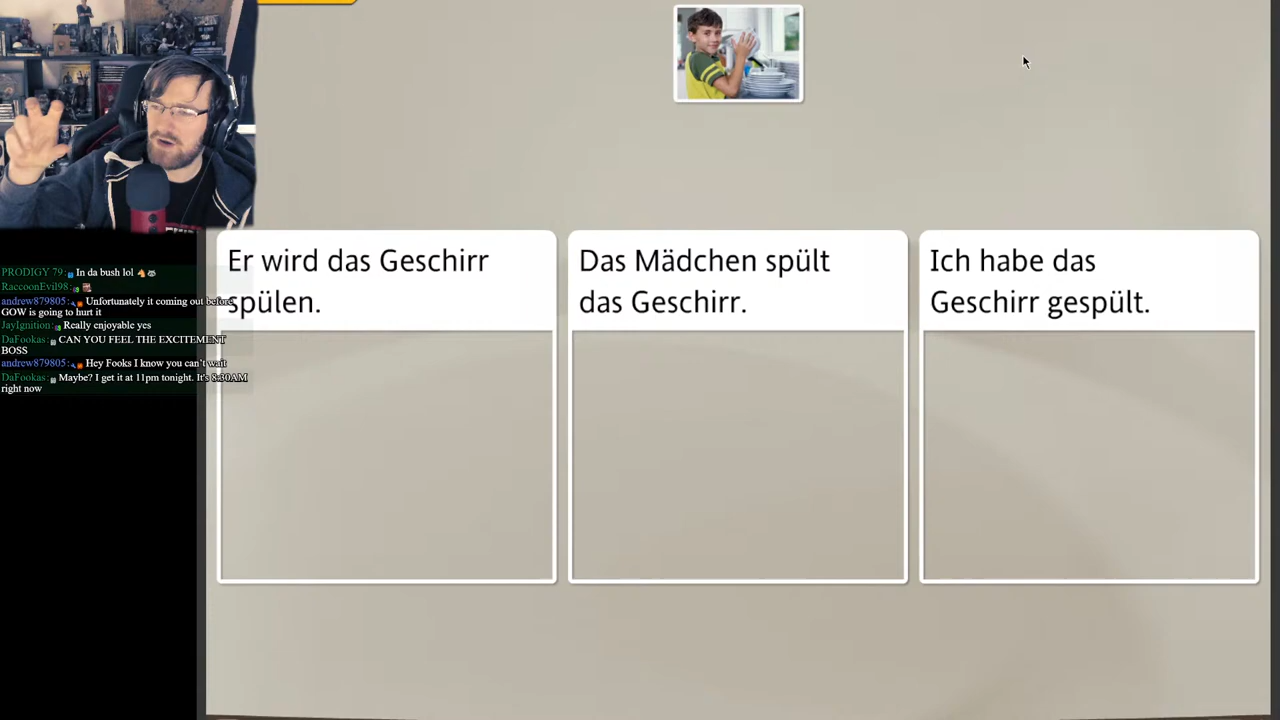 Er wird das Geschirr
spülen.
Das Mädchen spült
das Geschirr.
Ich habe das
Geschirr gespült.
PRODIGY 79: In da bush lol
RaccoonEvil98:
andrew879805: Unfortunately it coming out before
GOW is going to hurt it
JayIgnition: Really enjoyable yes
DaFookas: CAN YOU FEEL THE EXCITEMENT
BOSS
andrew879805: Hey Fooks I know you can't wait
DaFookas: Maybe? I get it at 11pm tonight. It's 8:30AM
right now